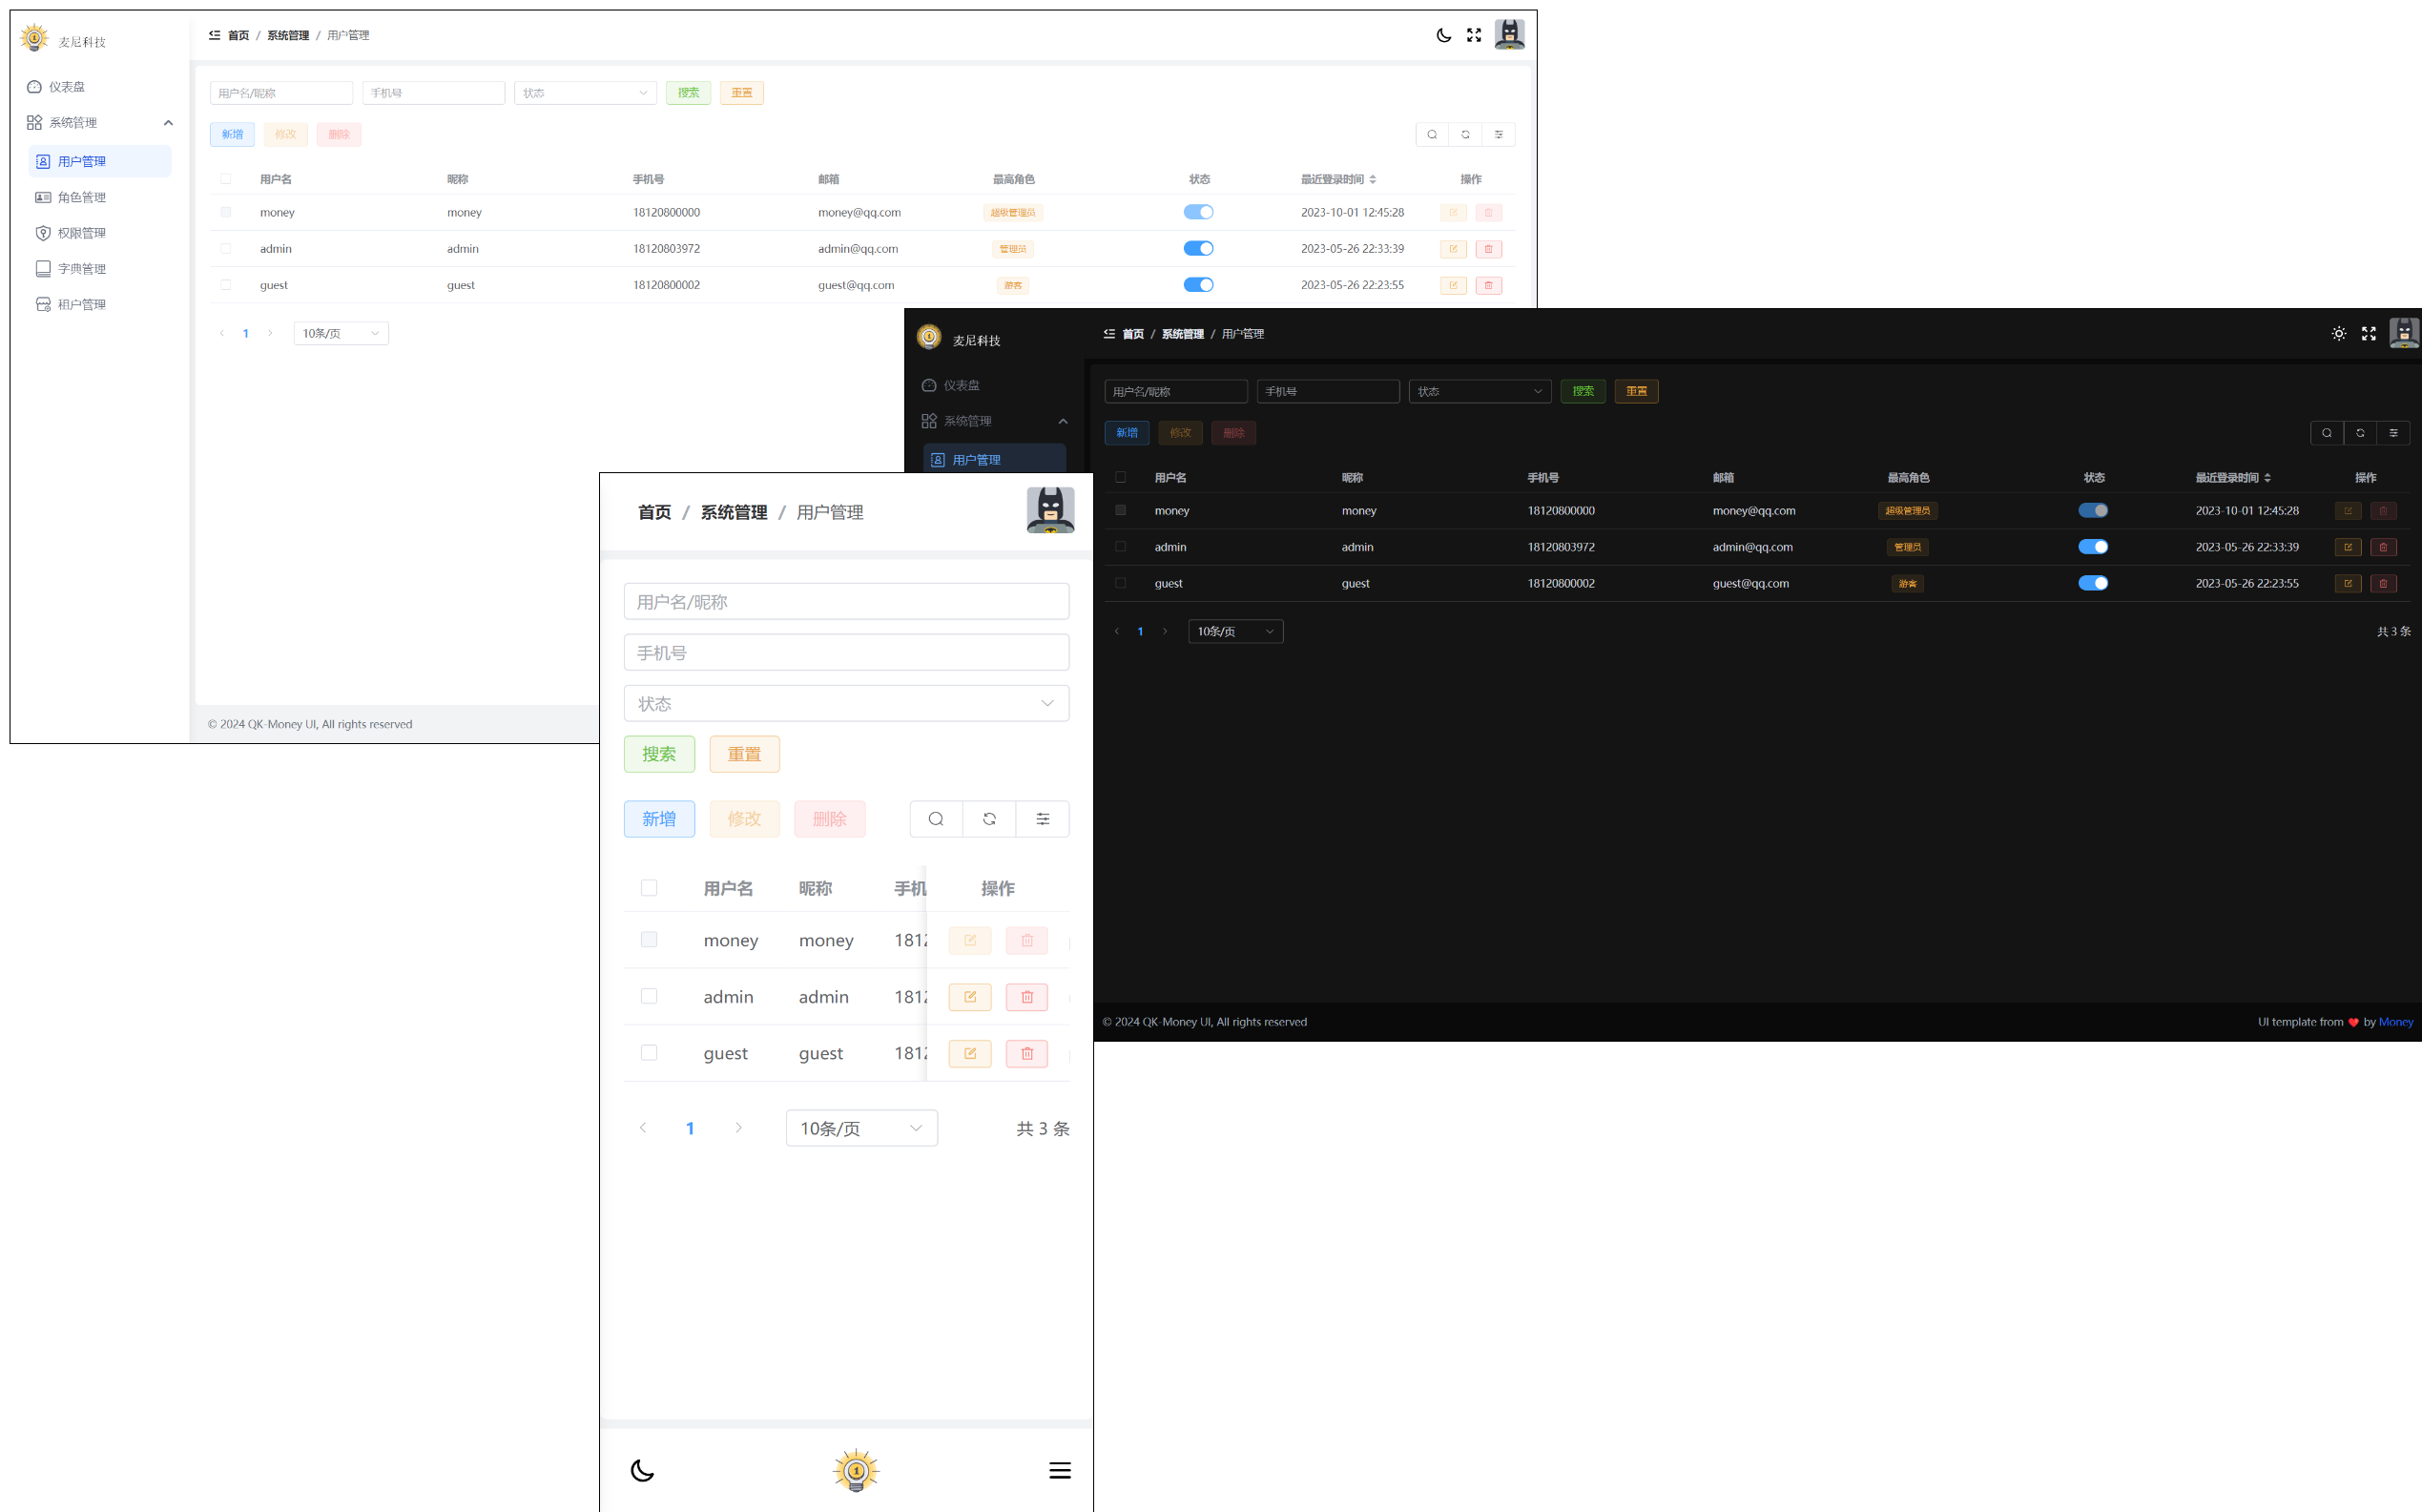 麦尼科技
首页 / 系统管理 / 用户管理
仪表盘
系统管理
用户管理
角色管理
权限管理
字典管理
租户管理
用户名/昵称 手机号 状态 搜索 重置
新增 修改 删除
用户名 昵称 手机号 邮箱 最高角色 状态 最近登录时间 操作
money money 18120800000 money@qq.com 超级管理员 2023-10-01 12:45:28
admin admin 18120803972 admin@qq.com 管理员 2023-05-26 22:33:39
guest guest 18120800002 guest@qq.com 游客 2023-05-26 22:23:55
1 10条/页
© 2024 QK-Money UI, All rights reserved
麦尼科技
首页 / 系统管理 / 用户管理
仪表盘
系统管理
用户管理
用户名/昵称 手机号 状态 搜索 重置
新增 修改 删除
用户名 昵称 手机号 邮箱 最高角色 状态 最近登录时间 操作
money money 18120800000 money@qq.com 超级管理员 2023-10-01 12:45:28
admin admin 18120803972 admin@qq.com 管理员 2023-05-26 22:33:39
guest guest 18120800002 guest@qq.com 游客 2023-05-26 22:23:55
1 10条/页 共 3 条
© 2024 QK-Money UI, All rights reserved
UI template from ❤ by Money
首页 / 系统管理 / 用户管理
用户名/昵称
手机号
状态
搜索 重置
新增 修改 删除
用户名 昵称 手机 操作
money money 1812
admin admin 1812
guest guest 1812
1 10条/页 共 3 条